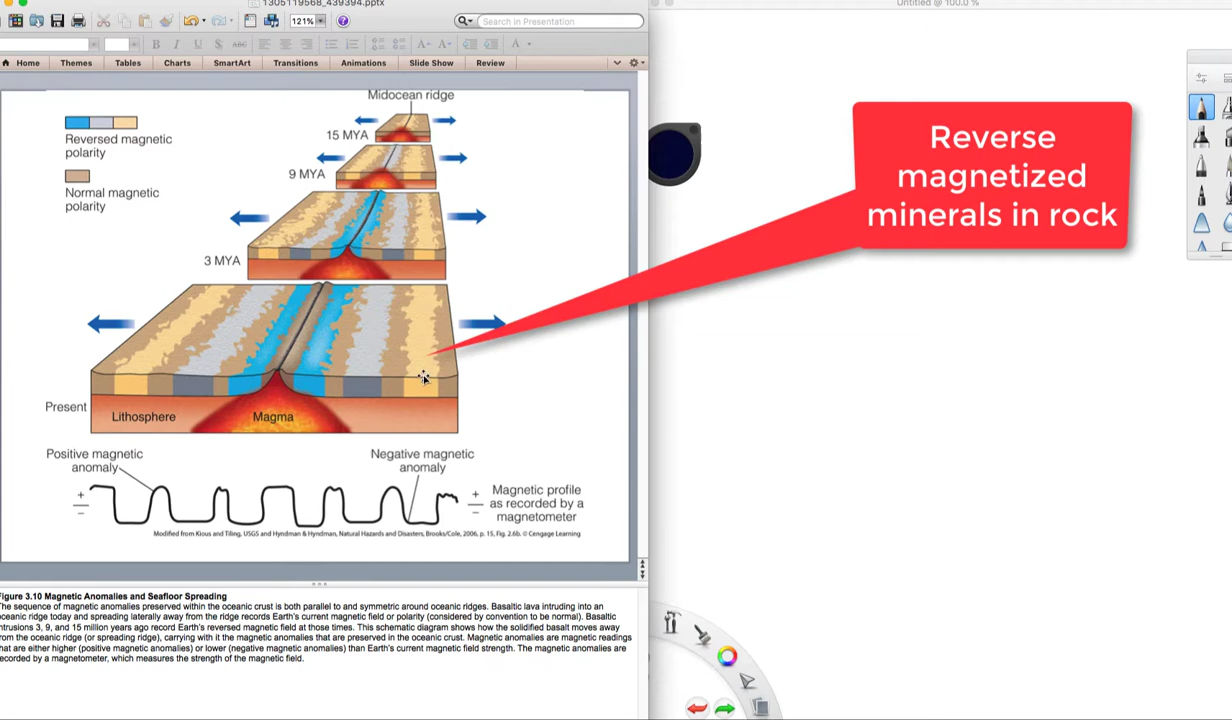 1305119568_439394.pptx
Untitled @ 100.0 %
121%
Search in Presentation
B I U S ABC A A A
Home Themes Tables Charts SmartArt Transitions Animations Slide Show Review
Midocean ridge
15 MYA
Reversed magnetic
polarity
9 MYA
Normal magnetic
polarity
3 MYA
Reverse
magnetized
minerals in rock
Present
Lithosphere
Magma
Positive magnetic
anomaly
Negative magnetic
anomaly
+
−
+
−
Magnetic profile
as recorded by a
magnetometer
Modified from Kious and Tiling, USGS and Hyndman & Hyndman, Natural Hazards and Disasters, Brooks/Cole, 2006, p. 15, Fig. 2.6b. © Cengage Learning
Figure 3.10 Magnetic Anomalies and Seafloor Spreading
The sequence of magnetic anomalies preserved within the oceanic crust is both parallel to and symmetric around oceanic ridges. Basaltic lava intruding into an
oceanic ridge today and spreading laterally away from the ridge records Earth's current magnetic field or polarity (considered by convention to be normal). Basaltic
intrusions 3, 9, and 15 million years ago record Earth's reversed magnetic field at those times. This schematic diagram shows how the solidified basalt moves away
from the oceanic ridge (or spreading ridge), carrying with it the magnetic anomalies that are preserved in the oceanic crust. Magnetic anomalies are magnetic readings
that are either higher (positive magnetic anomalies) or lower (negative magnetic anomalies) than Earth's current magnetic field strength. The magnetic anomalies are
recorded by a magnetometer, which measures the strength of the magnetic field.